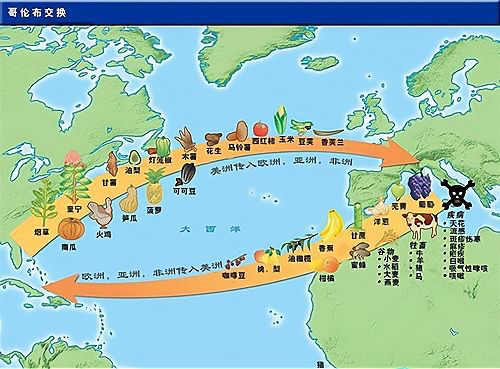 哥伦布交换
香荚兰
豆荚
玉米
西红柿
马铃薯
花生
木薯
灯笼椒
油梨
甘薯
奎宁
烟草
南瓜
火鸡
笋瓜
菠萝
可可豆
美洲传入欧洲，亚洲，非洲
大西洋
欧洲，亚洲，非洲传入美洲
咖啡豆
桃，梨
油橄榄
柑橘
香蕉
蜜蜂
甘蔗
洋葱
芜菁
葡萄
谷物
• 小麦
• 水稻
• 大麦
• 燕麦
牲畜
• 牛
• 羊
• 猪
• 马
疾病
• 天花
• 流感
• 斑疹伤寒
• 麻疹
• 疟疾
• 白喉
• 吸气性哮咳
• 咳嗽